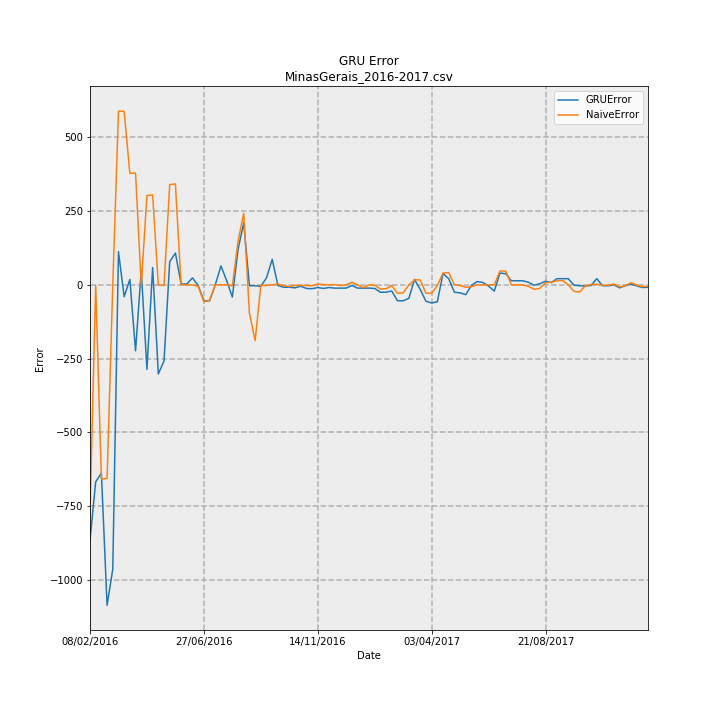 GRU Error
MinasGerais_2016-2017.csv
GRUError
NaiveError
500
250
0
−250
−500
−750
−1000
Error
08/02/2016
27/06/2016
14/11/2016
03/04/2017
21/08/2017
Date